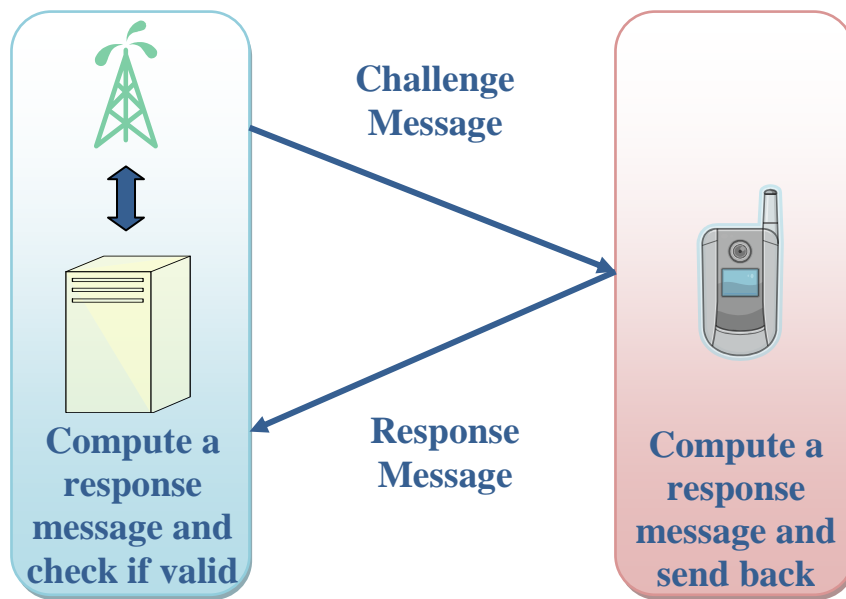 Challenge
Message
Response
Message
Compute a
response
message and
check if valid
Compute a
response
message and
send back